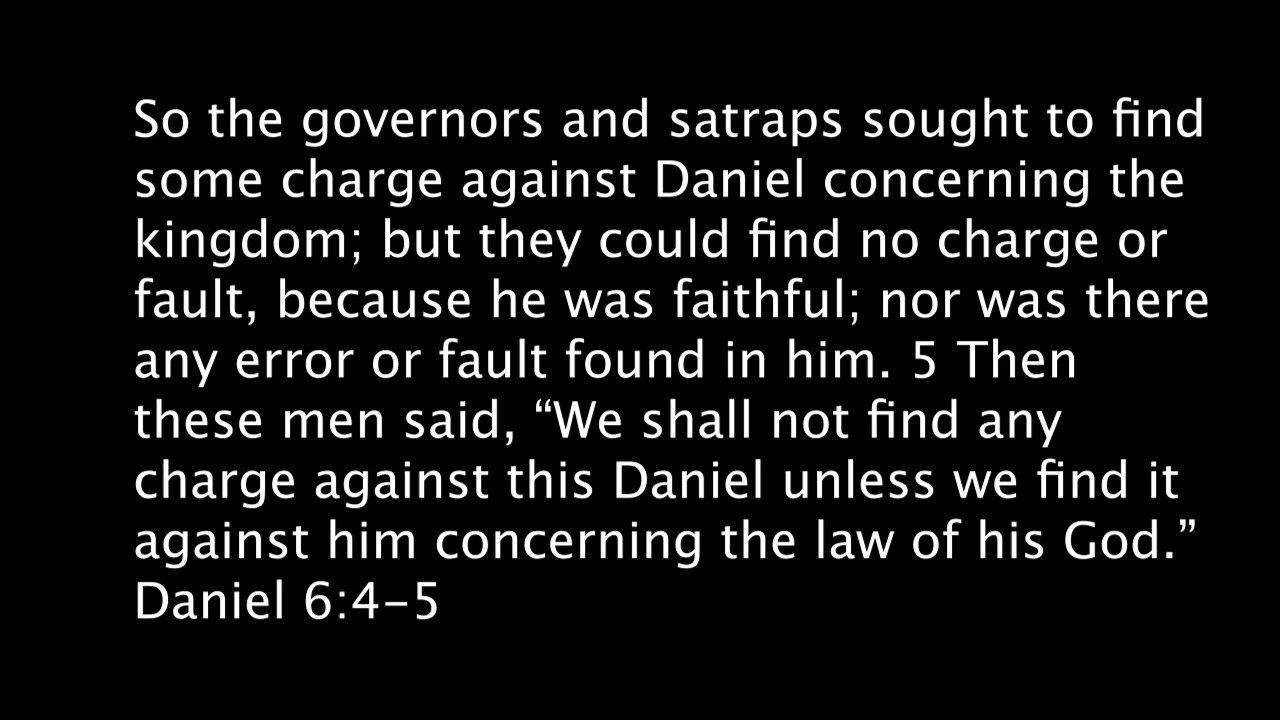 So the governors and satraps sought to find
some charge against Daniel concerning the
kingdom; but they could find no charge or
fault, because he was faithful; nor was there
any error or fault found in him. 5 Then
these men said, “We shall not find any
charge against this Daniel unless we find it
against him concerning the law of his God.”
Daniel 6:4–5